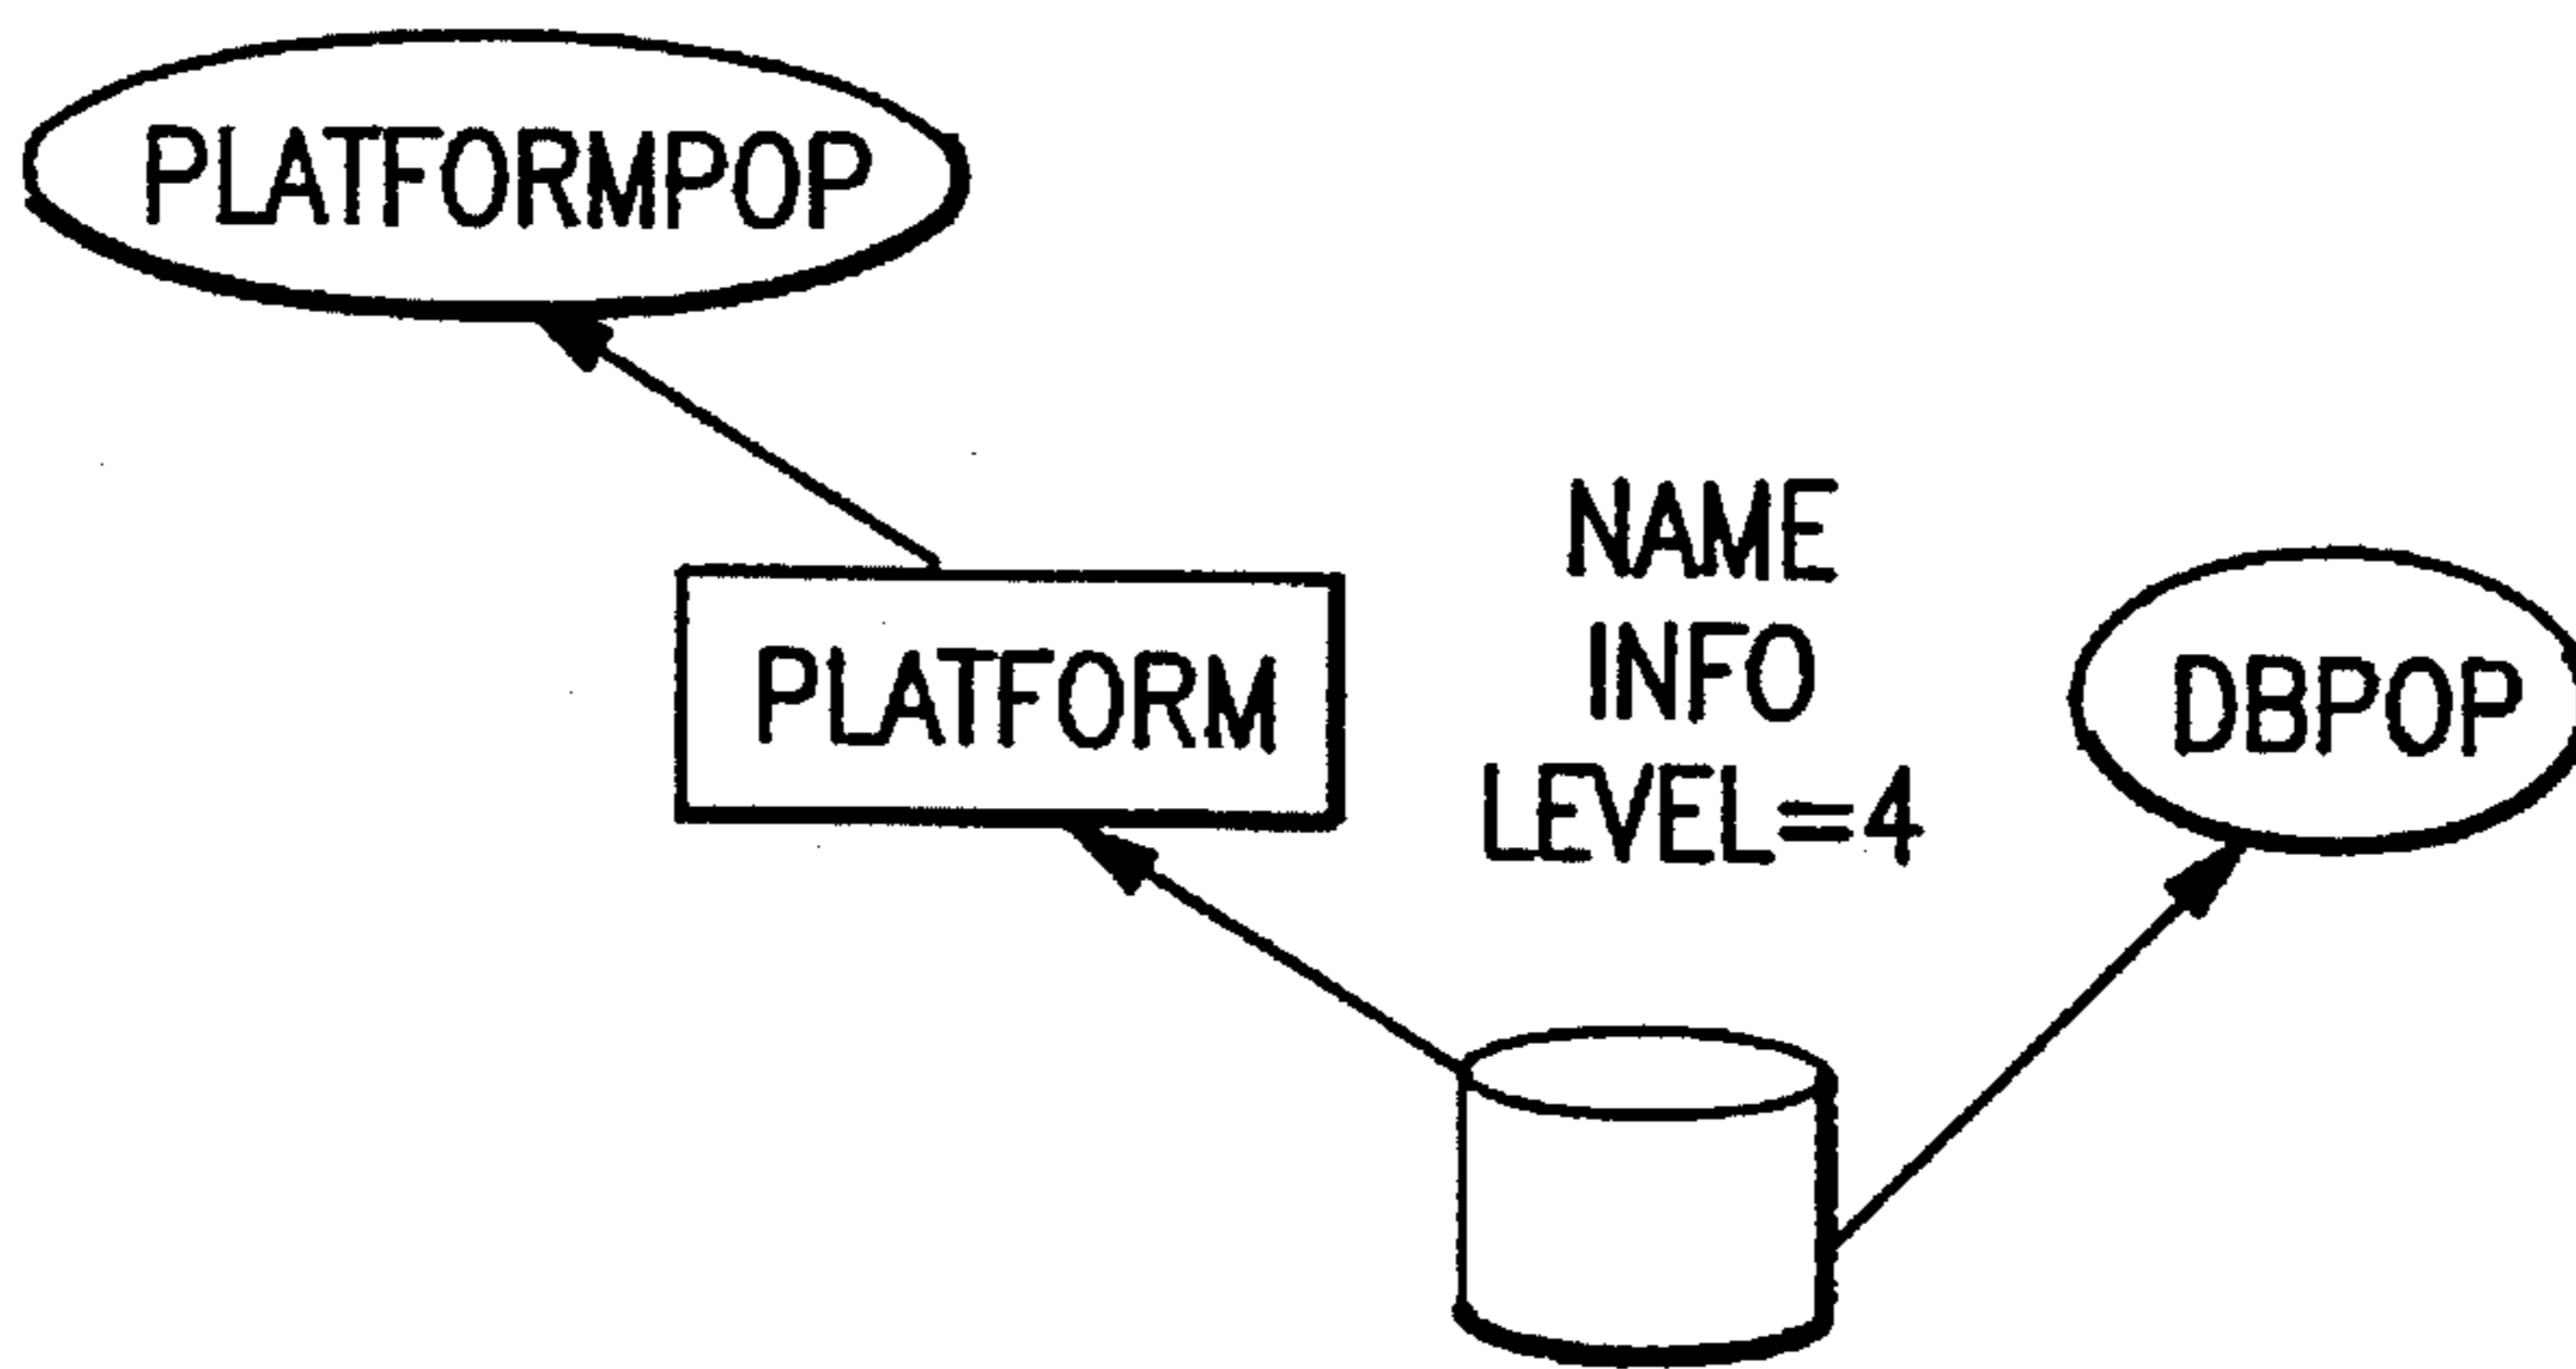 PLATFORMPOP
PLATFORM
NAME
INFO
LEVEL=4
DBPOP